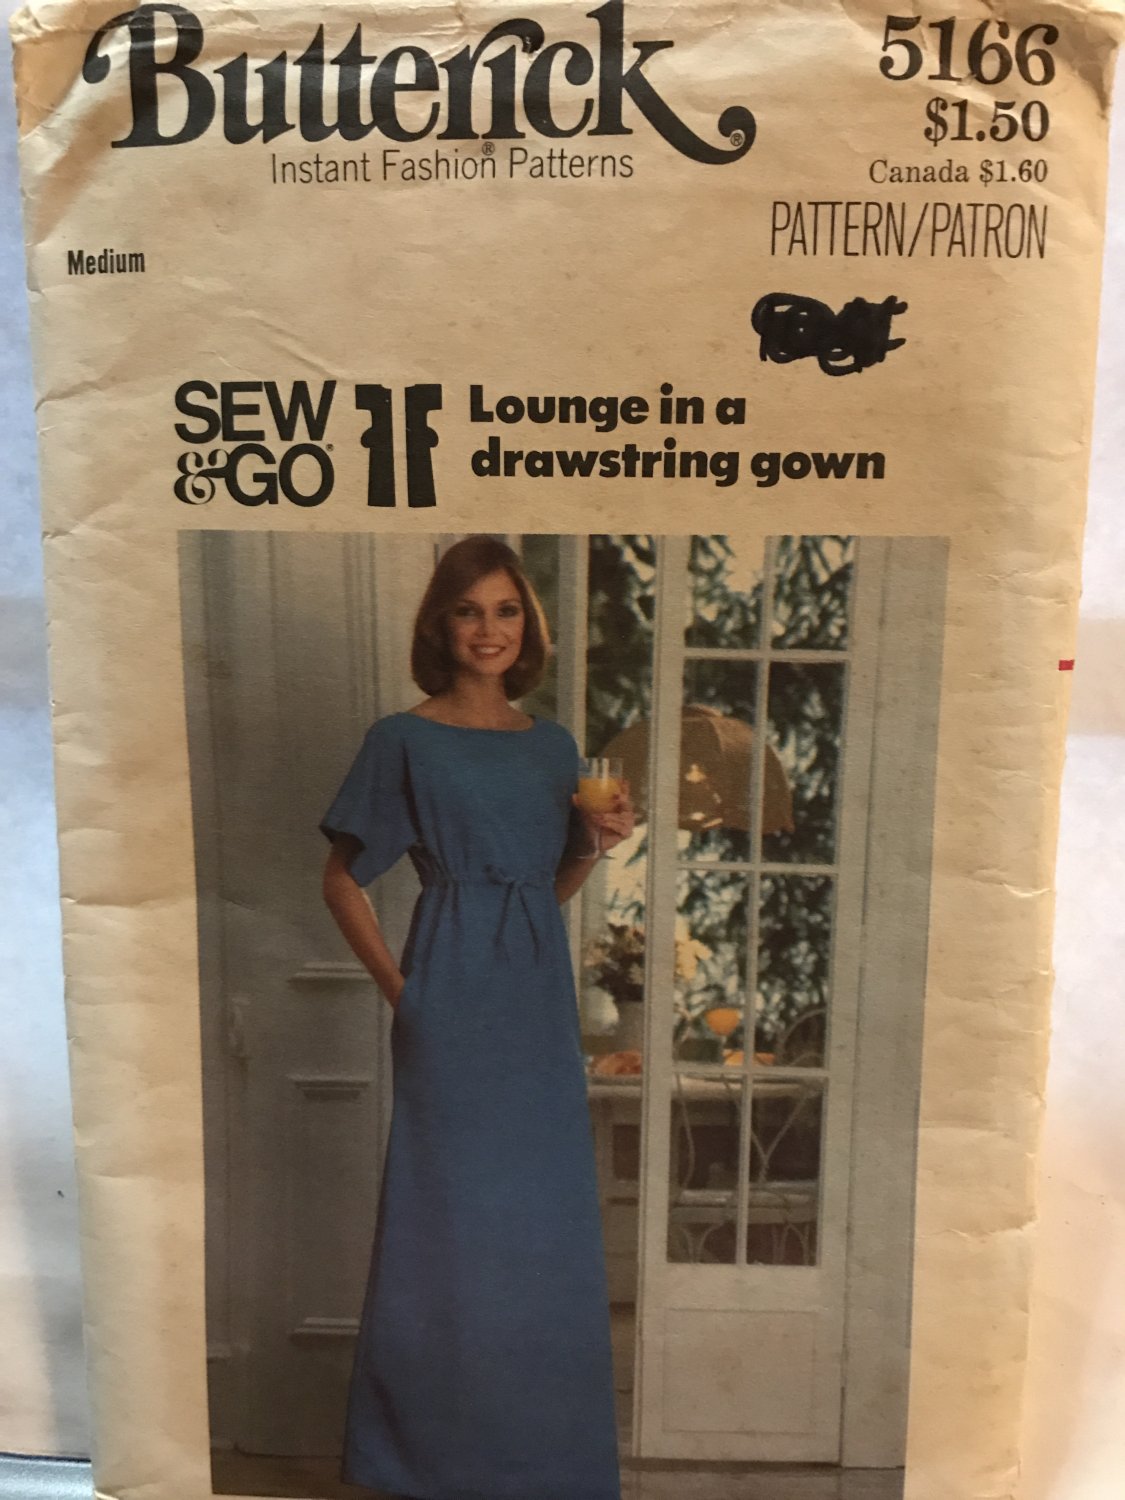 Butterick®
Instant Fashion® Patterns
5166
$1.50
Canada $1.60
PATTERN/PATRON
Medium
SEW
&GO®
Lounge in a
drawstring gown